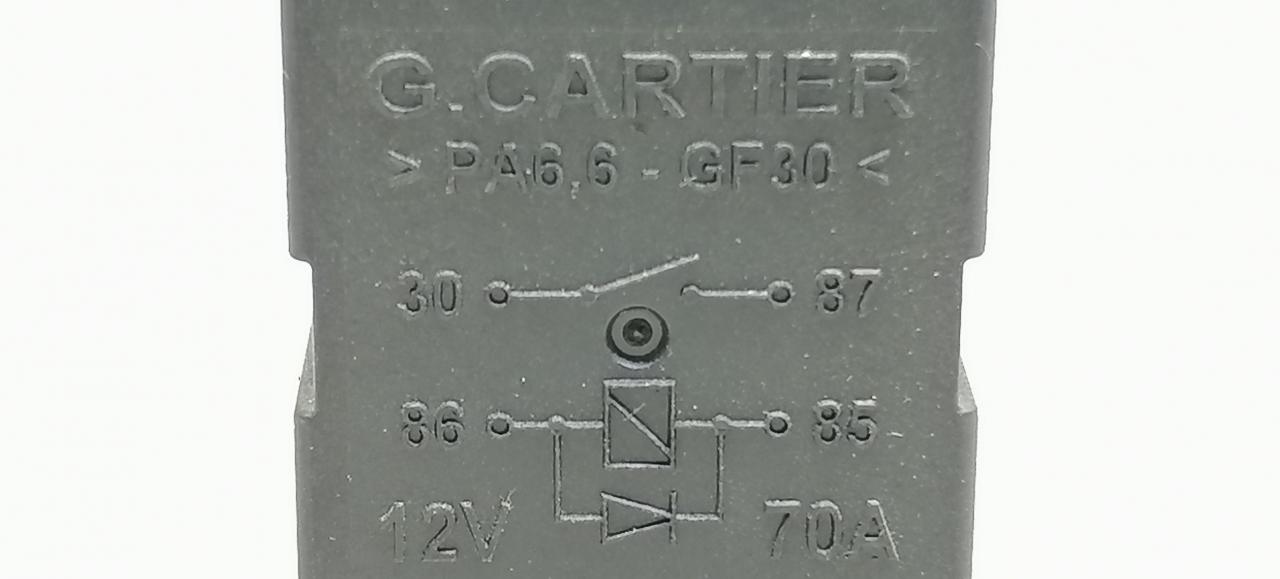 G.CARTIER
> PA6,6 - GF30 <
30 87
86 85
12V 70A